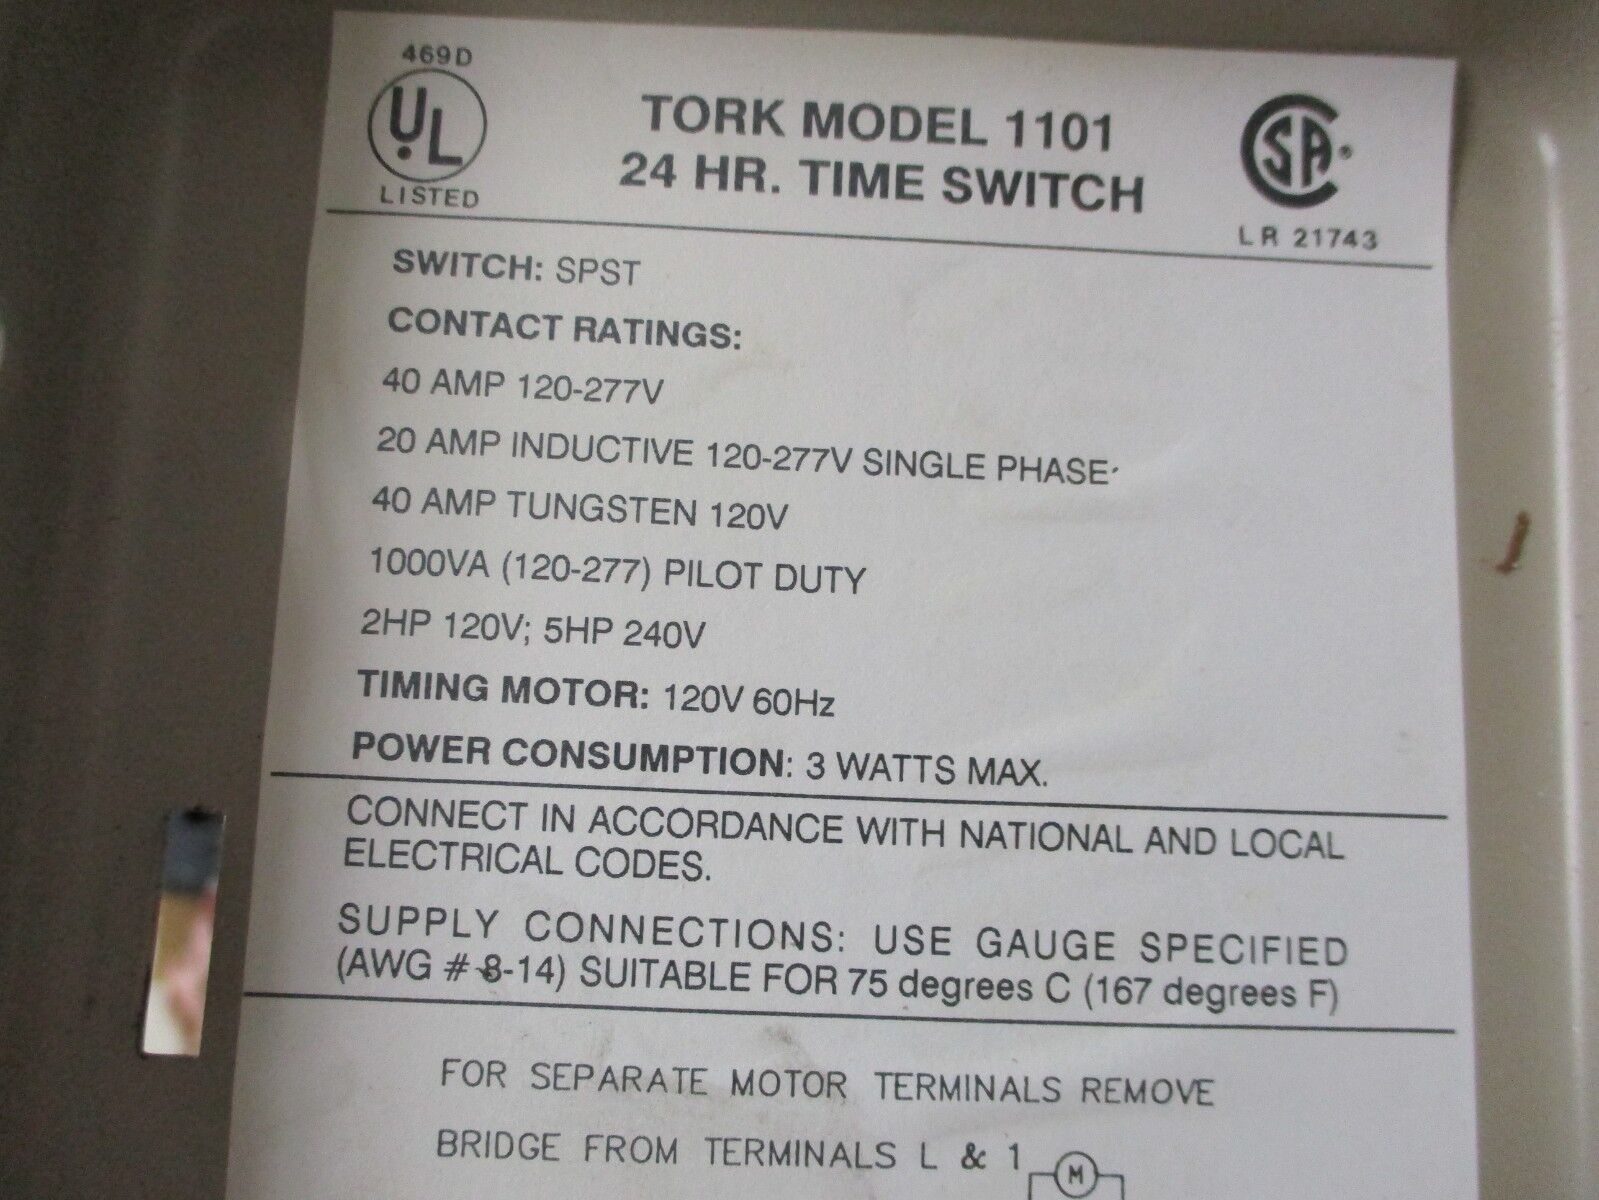 469D
UL
LISTED
TORK MODEL 1101
24 HR. TIME SWITCH
CSA
LR 21743
SWITCH: SPST
CONTACT RATINGS:
40 AMP 120-277V
20 AMP INDUCTIVE 120-277V SINGLE PHASE
40 AMP TUNGSTEN 120V
1000VA (120-277) PILOT DUTY
2HP 120V; 5HP 240V
TIMING MOTOR: 120V 60Hz
POWER CONSUMPTION: 3 WATTS MAX.
CONNECT IN ACCORDANCE WITH NATIONAL AND LOCAL
ELECTRICAL CODES.
SUPPLY CONNECTIONS: USE GAUGE SPECIFIED
(AWG # 8-14) SUITABLE FOR 75 degrees C (167 degrees F)
FOR SEPARATE MOTOR TERMINALS REMOVE
BRIDGE FROM TERMINALS L & 1
M